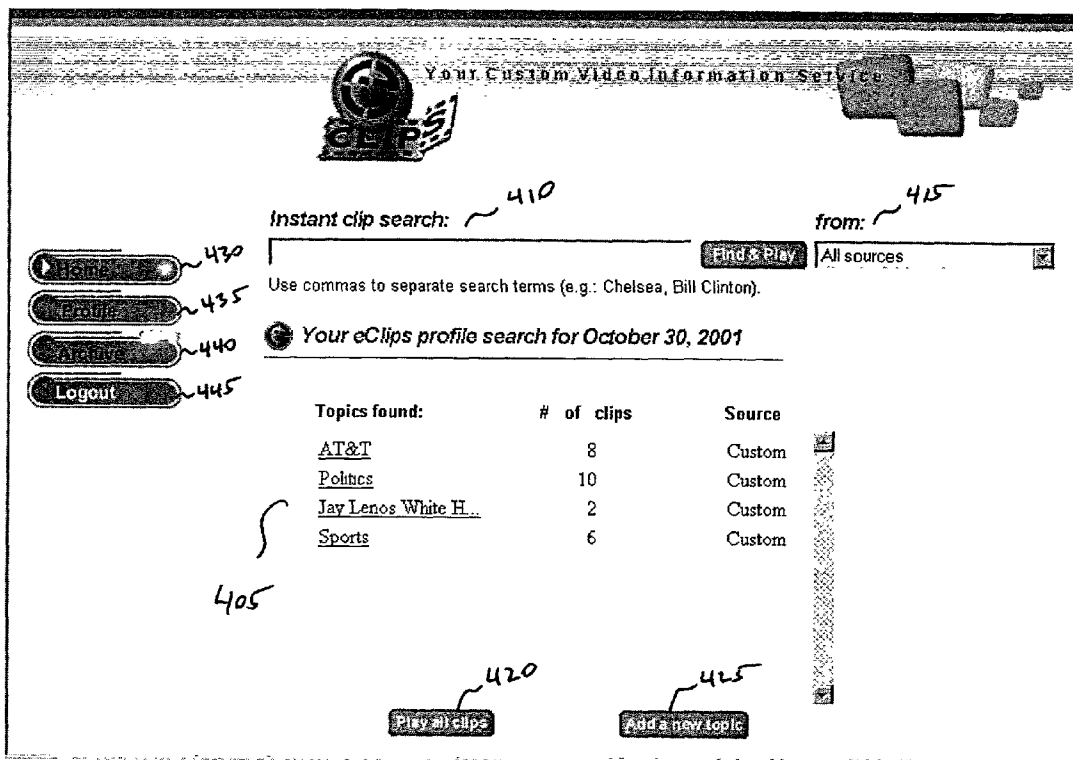 Your Custom Video Information Service
CLIPS
Instant clip search: 410
from: 415
Find & Play
All sources
Use commas to separate search terms (e.g.: Chelsea, Bill Clinton).
Home 430
Profile 435
Archive 440
Logout 445
Your eClips profile search for October 30, 2001
Topics found: # of clips Source
AT&T 8 Custom
Politics 10 Custom
Jay Lenos White H... 2 Custom
Sports 6 Custom
405
420
425
Play all clips
Add a new topic